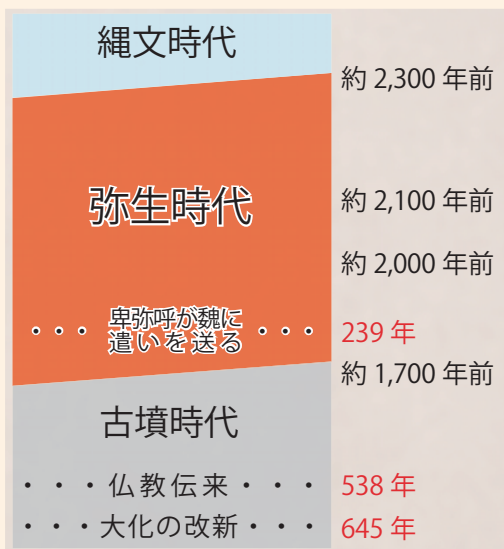 縄文時代
約 2,300 年前
弥生時代
約 2,100 年前
約 2,000 年前
・・・ 卑弥呼が魏に遣いを送る ・・・ 239 年
約 1,700 年前
古墳時代
・・・仏教伝来・・・ 538 年
・・・大化の改新・・・ 645 年